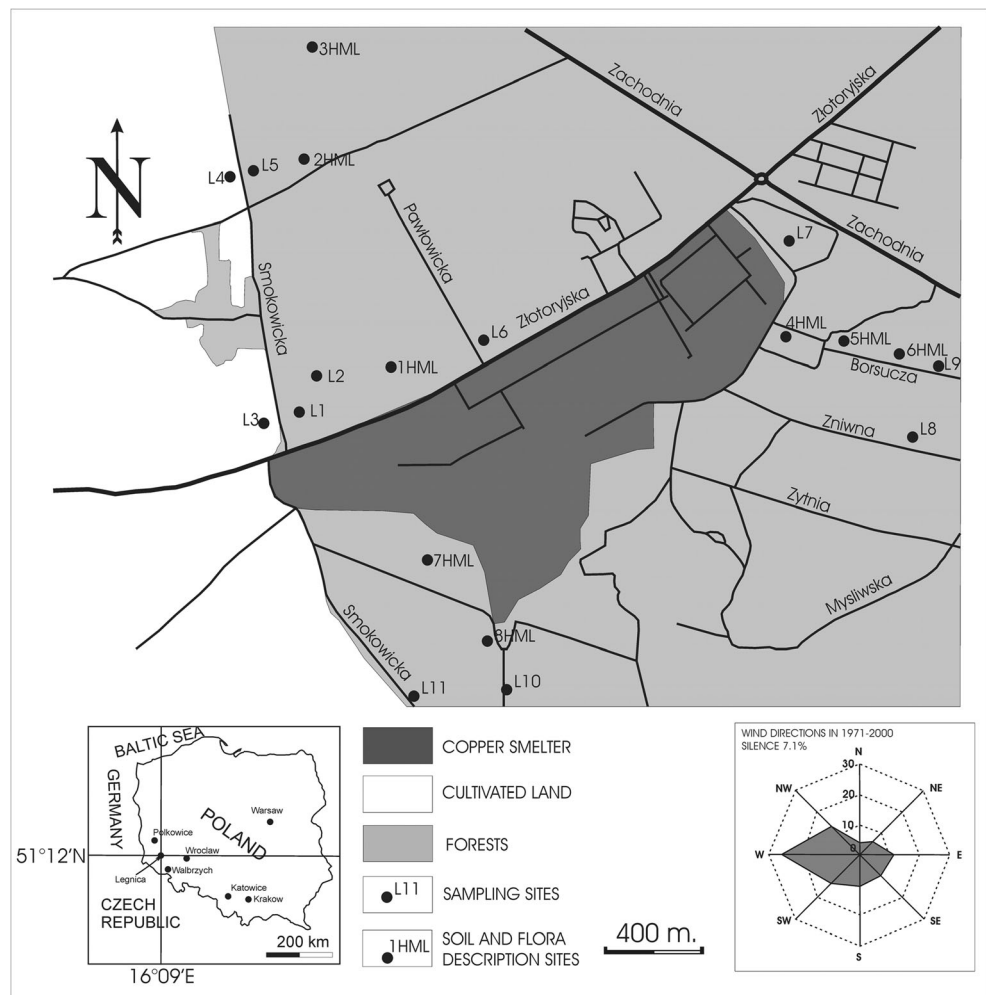 3HML
Zachodnia
Złotoryjska
2HML
L5
L4
N
Pawłowicka
L7
Zachodnia
Smokowicka
Złotoryjska
L6
4HML
5HML
6HML
L9
Borsucza
1HML
L2
L1
L3
Zniwna
L8
Zytnia
7HML
Mysliwska
8HML
Smokowicka
L11
L10
BALTIC SEA
GERMANY
POLAND
Warsaw
Polkowice
Wroclaw
Legnica
Walbrzych
Katowice
Krakow
CZECH
REPUBLIC
200 km
51°12′N
16°09′E
COPPER SMELTER
CULTIVATED LAND
FORESTS
L11
SAMPLING SITES
1HML
SOIL AND FLORA
DESCRIPTION SITES
400 m.
WIND DIRECTIONS IN 1971-2000
SILENCE 7.1%
N
30
NW
NE
20
10
W
0
E
SW
SE
S